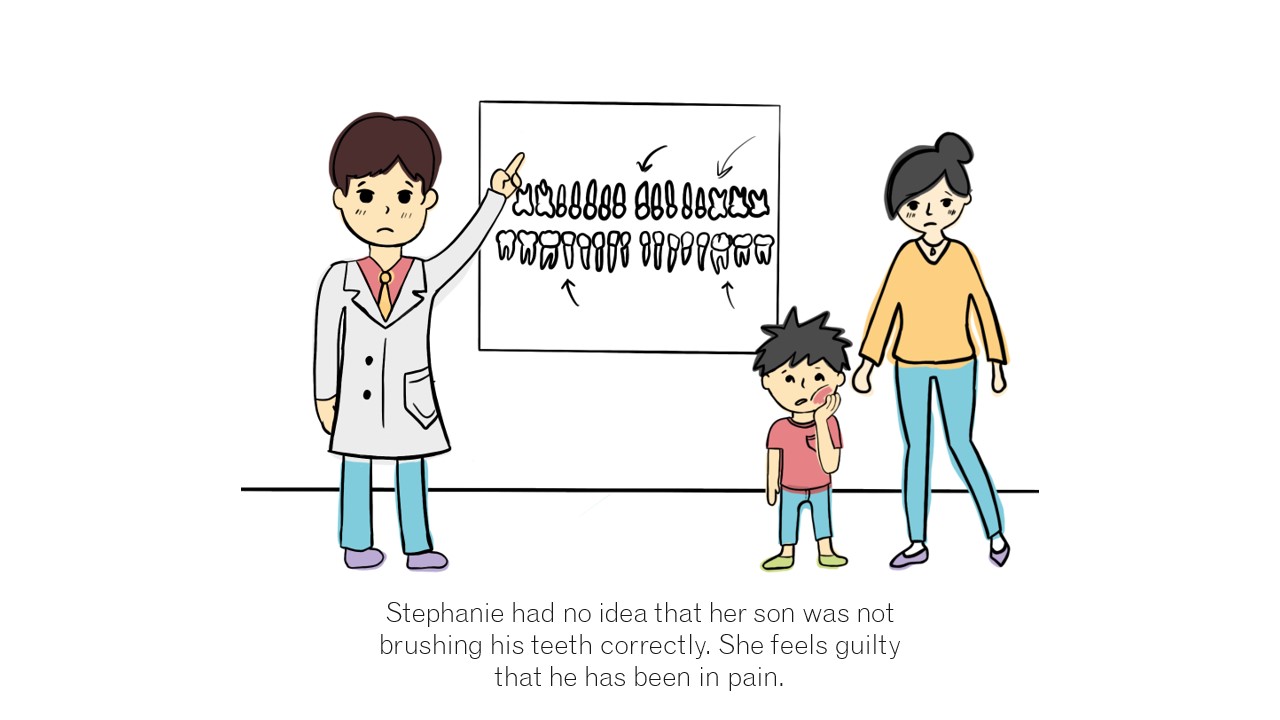 Stephanie had no idea that her son was not
brushing his teeth correctly. She feels guilty
that he has been in pain.